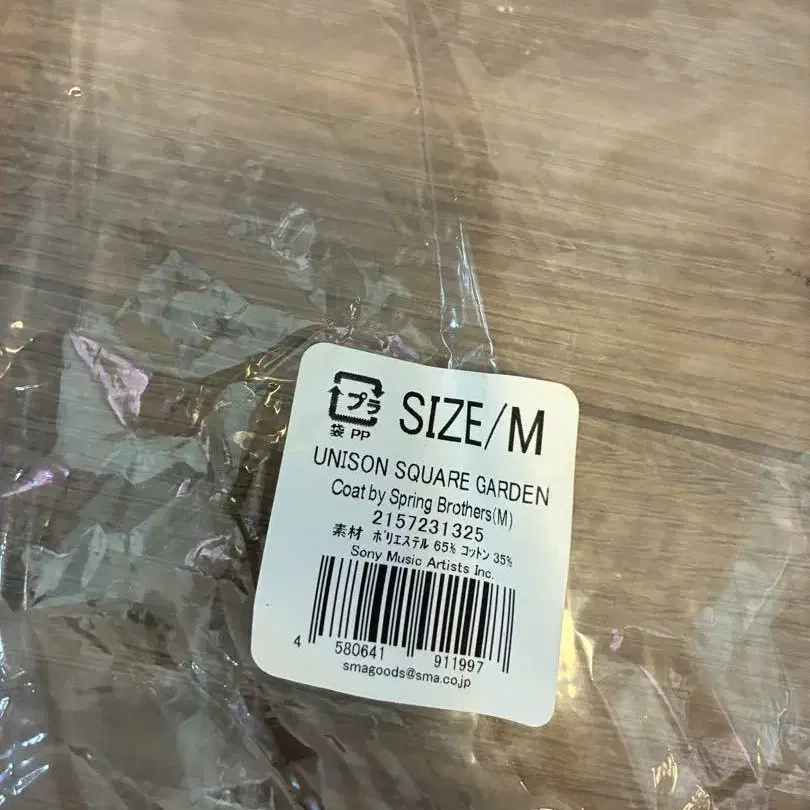 プラ
SIZE/M
袋 PP
UNISON SQUARE GARDEN
Coat by Spring Brothers(M)
2157231325
素材 ポリエステル 65% コットン 35%
Sony Music Artists Inc.
4 580641 911997
smagoods@sma.co.jp